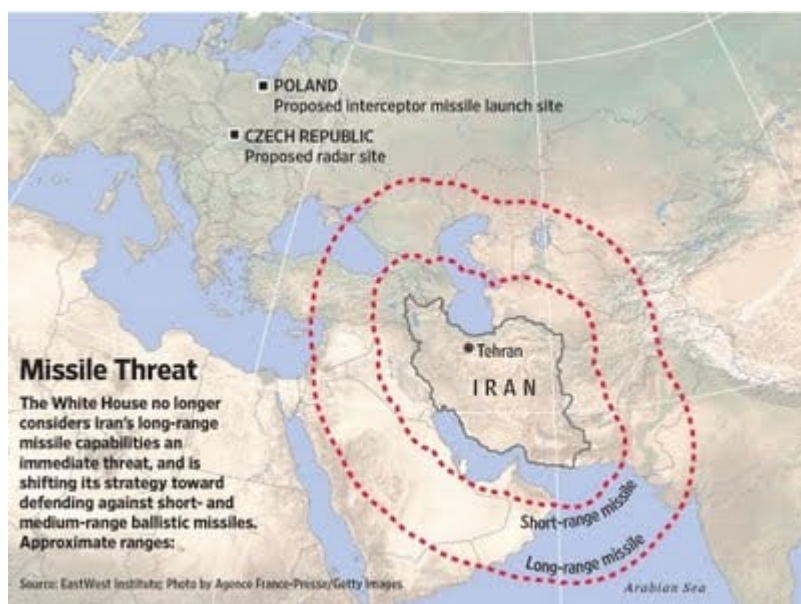 ■ POLAND
Proposed interceptor missile launch site
■ CZECH REPUBLIC
Proposed radar site
Tehran
IRAN
Missile Threat
The White House no longer
considers Iran's long-range
missile capabilities an
immediate threat, and is
shifting its strategy toward
defending against short- and
medium-range ballistic missiles.
Approximate ranges:
Short-range missile
Long-range missile
Source: EastWest Institute; Photo by Agence France-Presse/Getty Images
Arabian Sea